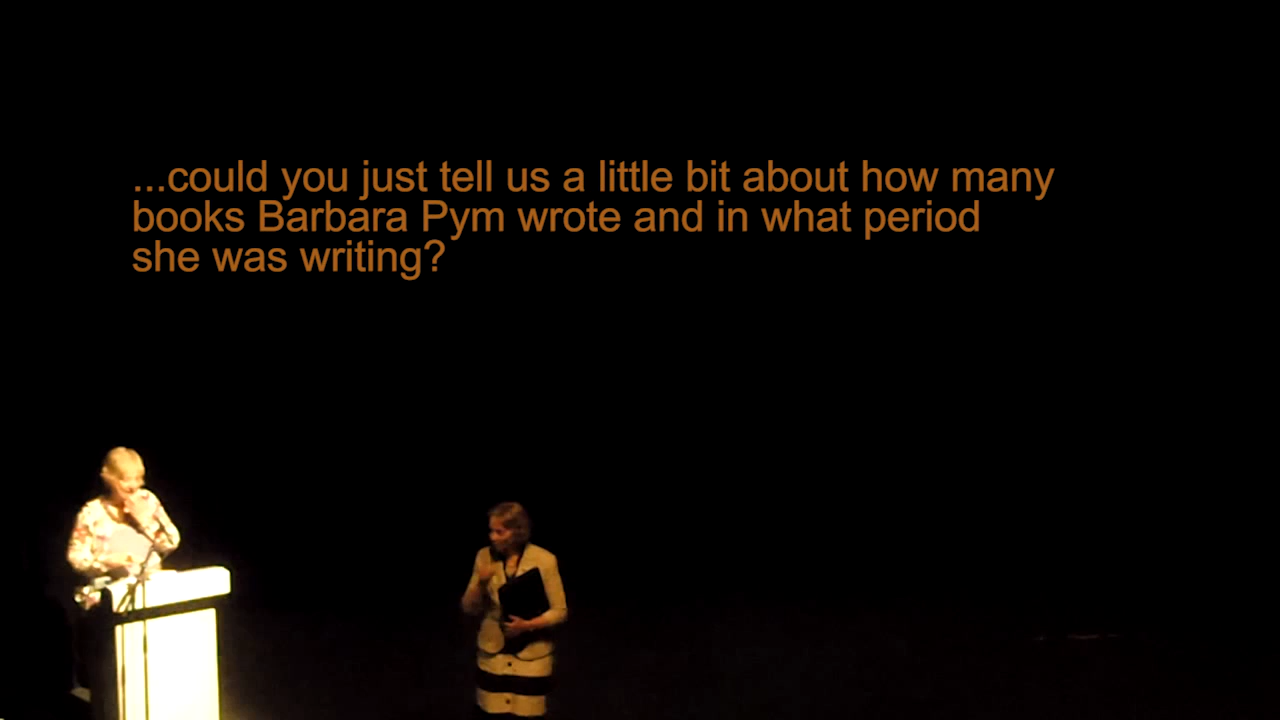 ...could you just tell us a little bit about how many
books Barbara Pym wrote and in what period
she was writing?